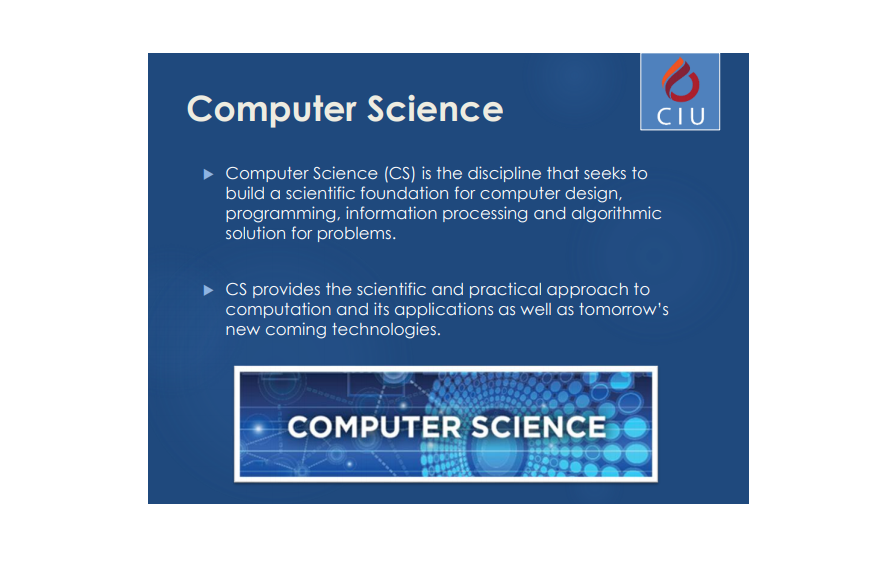 Computer Science
CIU
Computer Science (CS) is the discipline that seeks to
build a scientific foundation for computer design,
programming, information processing and algorithmic
solution for problems.
CS provides the scientific and practical approach to
computation and its applications as well as tomorrow's
new coming technologies.
COMPUTER SCIENCE